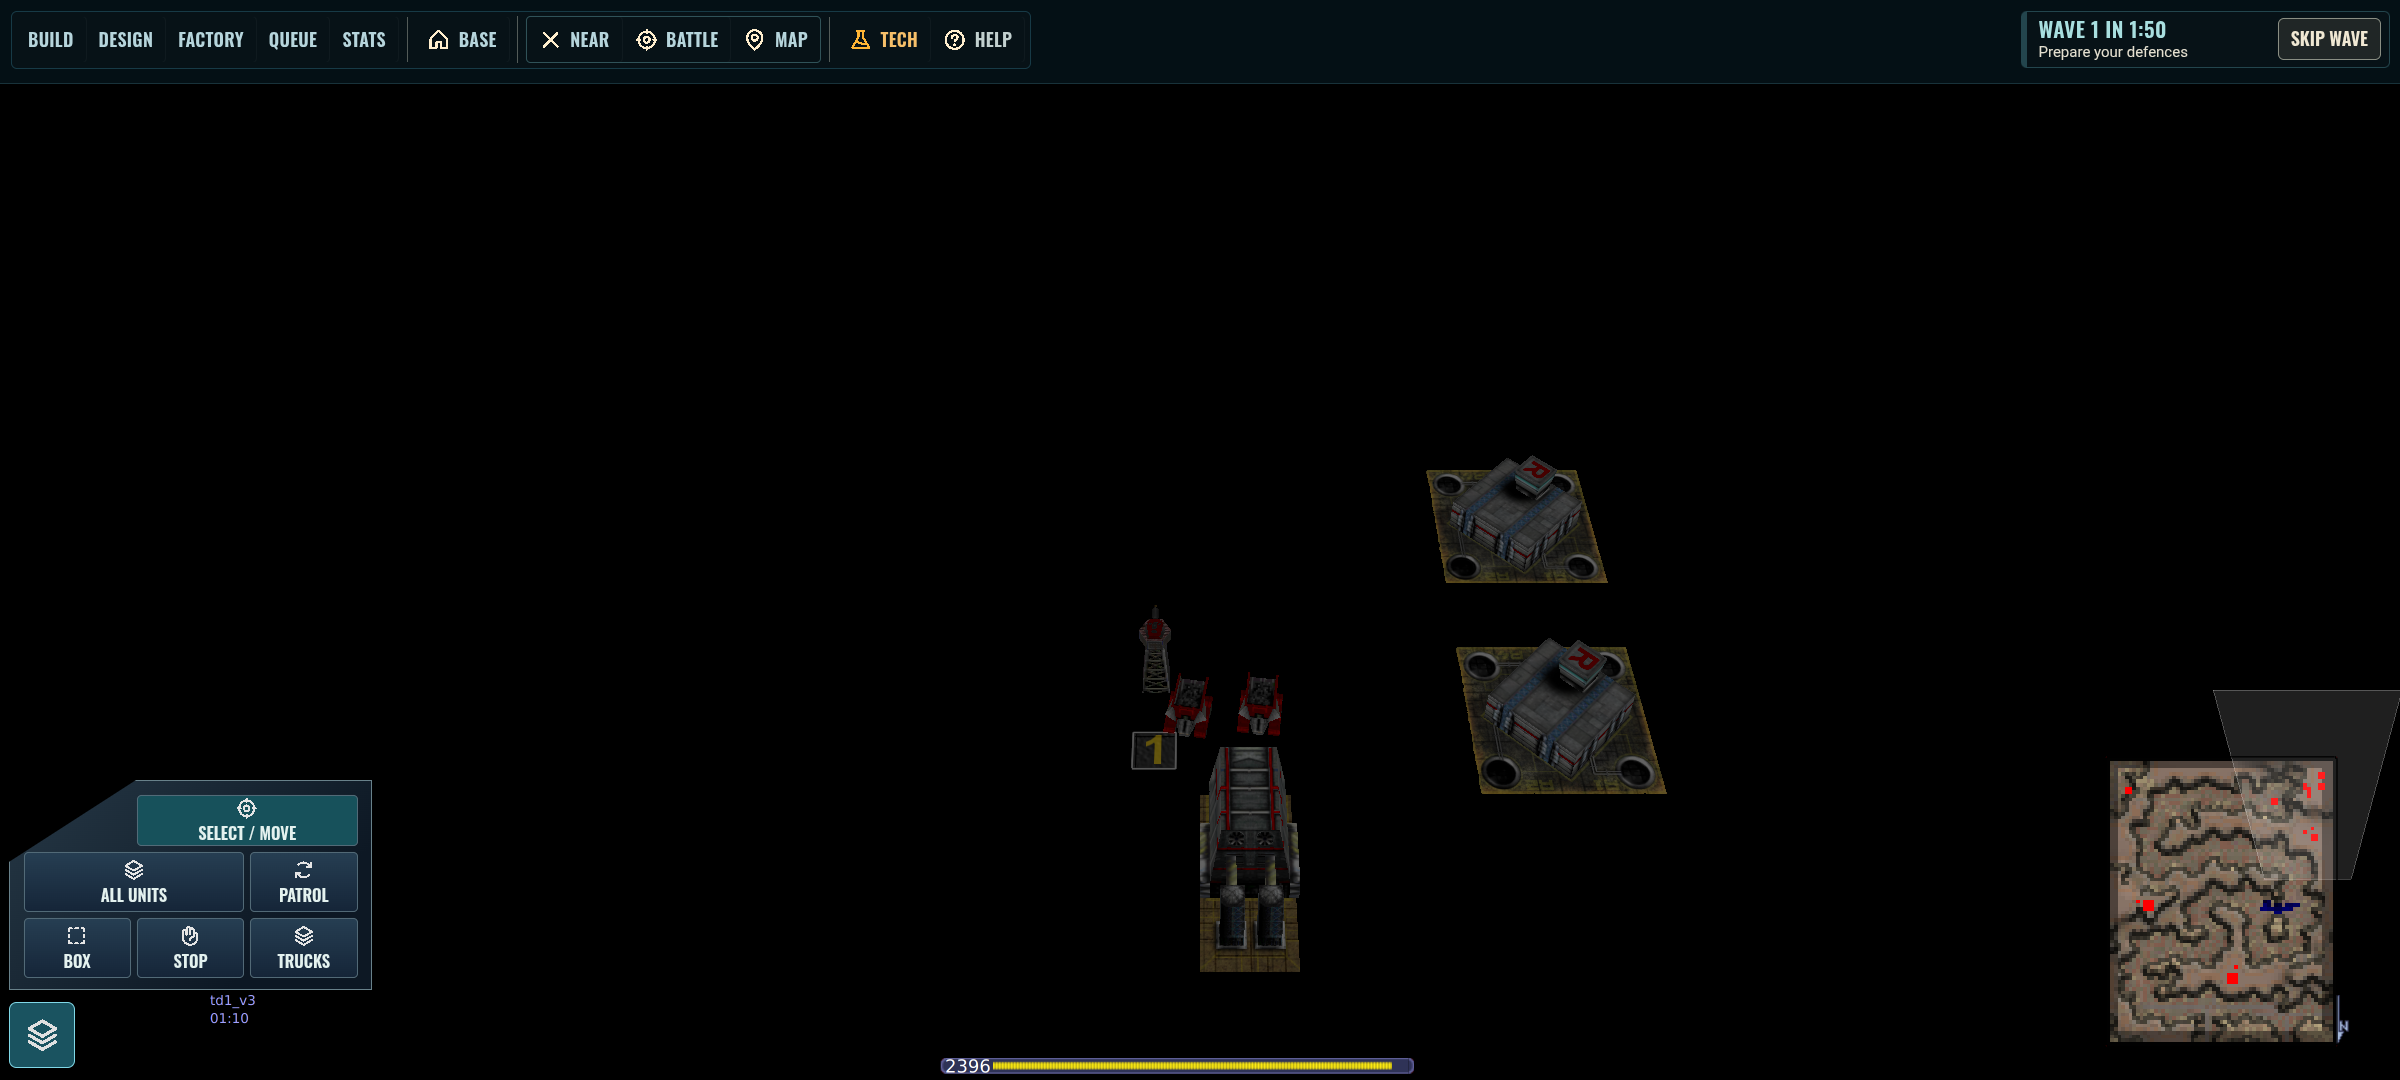 BUILD DESIGN FACTORY QUEUE STATS BASE NEAR BATTLE MAP TECH HELP
WAVE 1 IN 1:50
Prepare your defences
SKIP WAVE
R
R
1
SELECT / MOVE
ALL UNITS PATROL
BOX STOP TRUCKS
td1_v3
01:10
N
2396